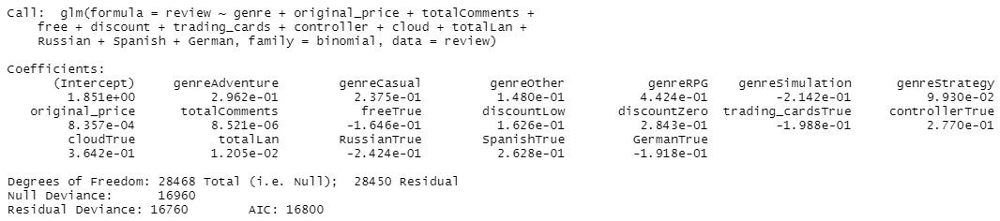 Call:  glm(formula = review ~ genre + original_price + totalComments +
    free + discount + trading_cards + controller + cloud + totalLan +
    Russian + Spanish + German, family = binomial, data = review)
Coefficients:
(Intercept) genreAdventure genreCasual genreOther genreRPG genreSimulation genreStrategy
1.851e+00 2.962e-01 2.375e-01 1.480e-01 4.424e-01 -2.142e-01 9.930e-02
original_price totalComments freeTrue discountLow discountZero trading_cardsTrue controllerTrue
8.357e-04 8.521e-06 -1.646e-01 1.626e-01 2.843e-01 -1.988e-01 2.770e-01
cloudTrue totalLan RussianTrue SpanishTrue GermanTrue
3.642e-01 1.205e-02 -2.424e-01 2.628e-01 -1.918e-01
Degrees of Freedom: 28468 Total (i.e. Null);  28450 Residual
Null Deviance:      16960
Residual Deviance: 16760        AIC: 16800